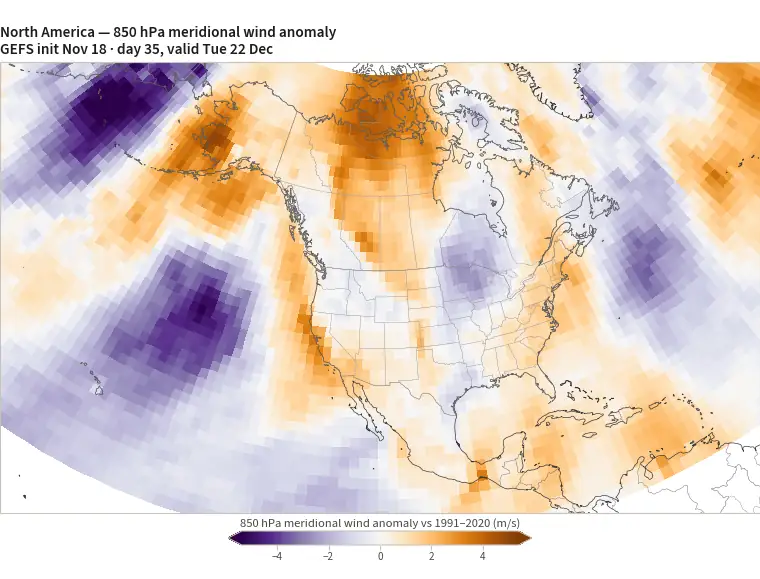 North America — 850 hPa meridional wind anomaly
GEFS init Nov 18 · day 35, valid Tue 22 Dec
850 hPa meridional wind anomaly vs 1991–2020 (m/s)
−4 −2 0 2 4